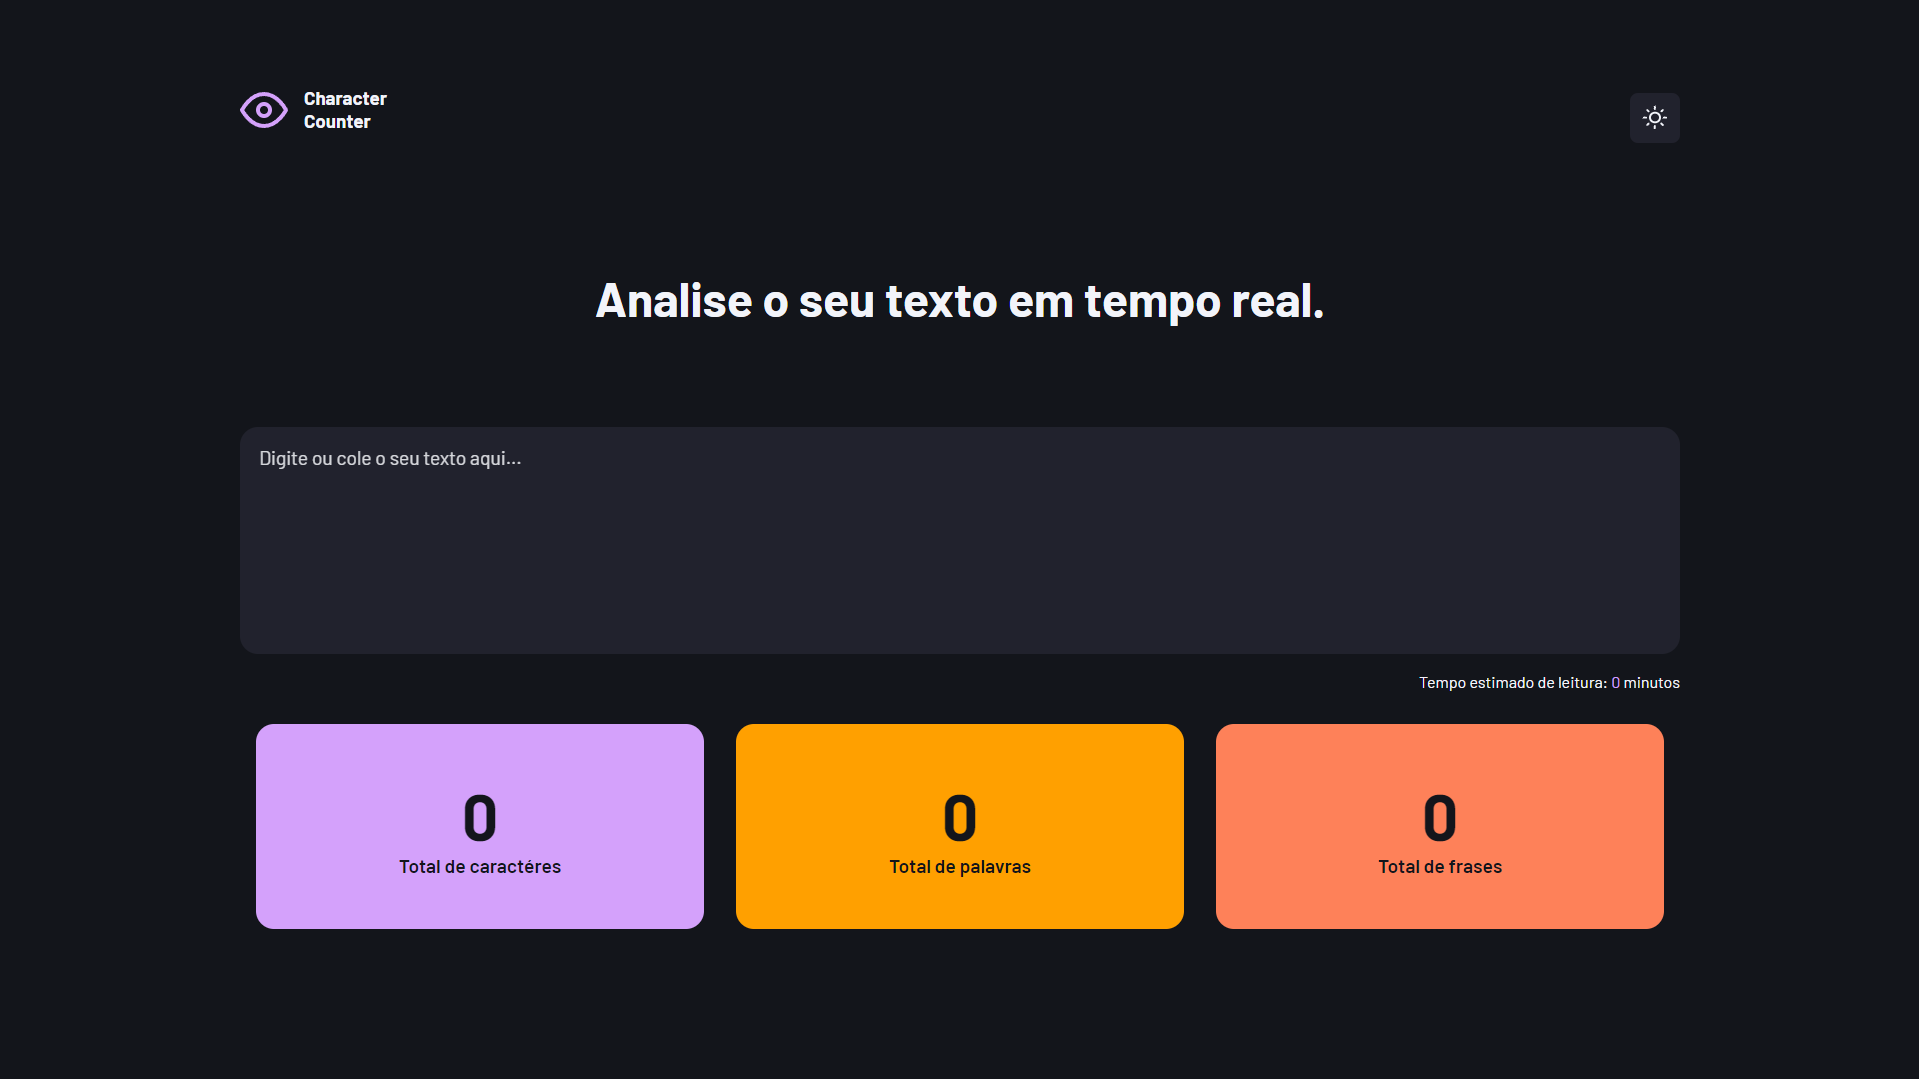 Character
Counter
Analise o seu texto em tempo real.
Digite ou cole o seu texto aqui...
Tempo estimado de leitura: 0 minutos
0
Total de caractéres
0
Total de palavras
0
Total de frases